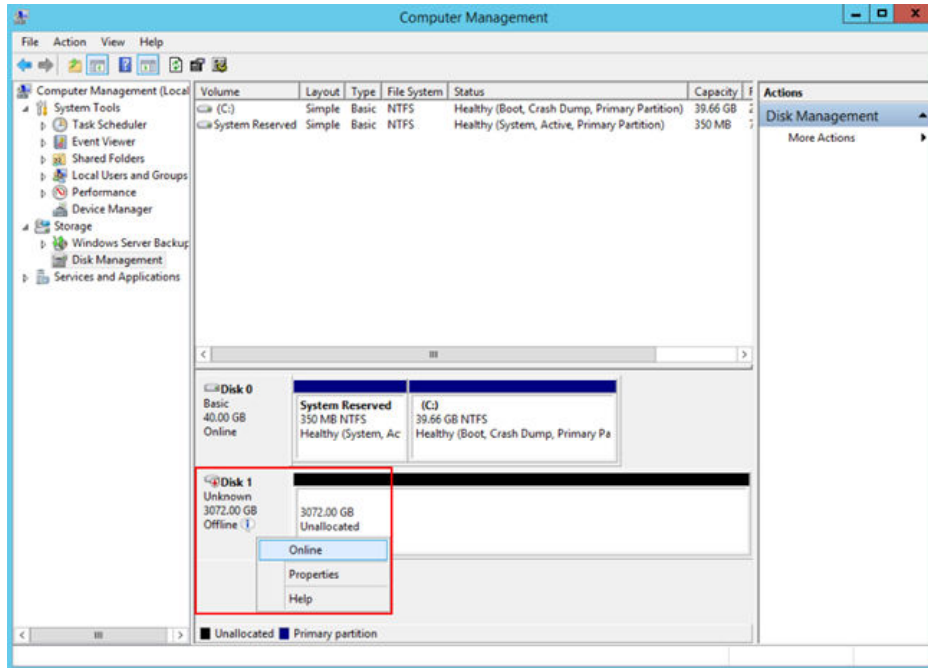 Computer Management
File Action View Help
Computer Management (Local
System Tools
Task Scheduler
Event Viewer
Shared Folders
Local Users and Groups
Performance
Device Manager
Storage
Windows Server Backup
Disk Management
Services and Applications
Volume Layout Type File System Status Capacity F
(C:) Simple Basic NTFS Healthy (Boot, Crash Dump, Primary Partition) 39.66 GB 2
System Reserved Simple Basic NTFS Healthy (System, Active, Primary Partition) 350 MB 7
Disk 0
Basic
40.00 GB
Online
System Reserved
350 MB NTFS
Healthy (System, Ac
(C:)
39.66 GB NTFS
Healthy (Boot, Crash Dump, Primary Pa
Disk 1
Unknown
3072.00 GB
Offline
3072.00 GB
Unallocated
Online
Properties
Help
Unallocated Primary partition
Actions
Disk Management
More Actions